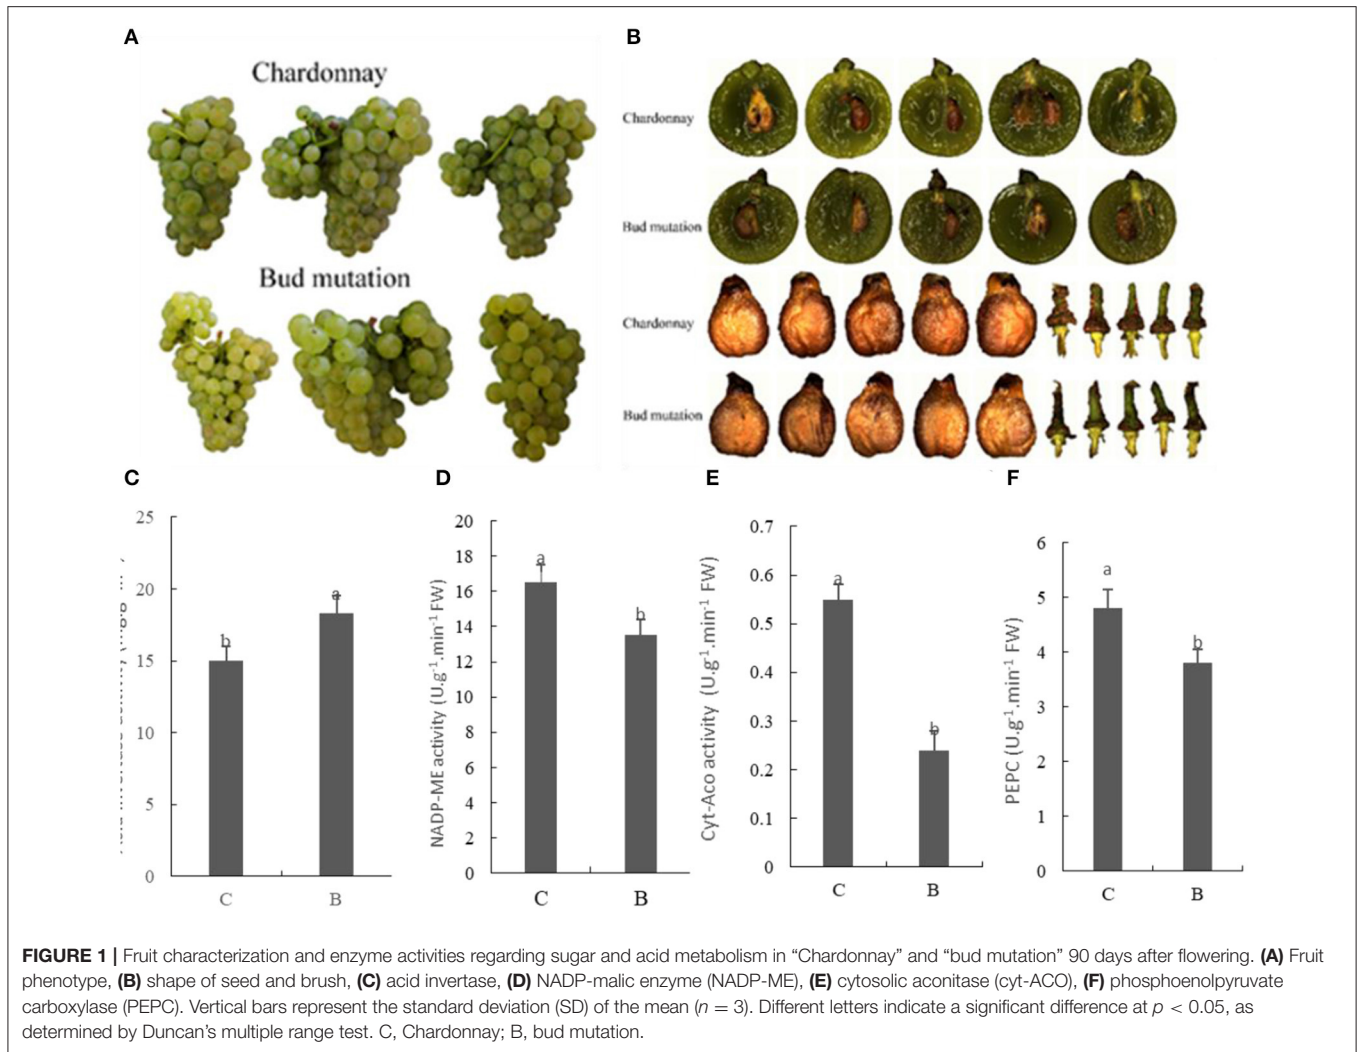 A
Chardonnay
Bud mutation
B
Chardonnay
Bud mutation
Chardonnay
Bud mutation
C
25
20
15
10
5
0
b
a
C
B
D
NADP-ME activity (U.g⁻¹.min⁻¹ FW)
20
18
16
14
12
10
8
6
4
2
0
a
b
C
B
E
Cyt-Aco activity (U.g⁻¹.min⁻¹ FW)
0.7
0.6
0.5
0.4
0.3
0.2
0.1
0
a
b
C
B
F
PEPC (U.g⁻¹.min⁻¹ FW)
6
5
4
3
2
1
0
a
b
C
B
FIGURE 1 | Fruit characterization and enzyme activities regarding sugar and acid metabolism in “Chardonnay” and “bud mutation” 90 days after flowering. (A) Fruit
phenotype, (B) shape of seed and brush, (C) acid invertase, (D) NADP-malic enzyme (NADP-ME), (E) cytosolic aconitase (cyt-ACO), (F) phosphoenolpyruvate
carboxylase (PEPC). Vertical bars represent the standard deviation (SD) of the mean (n = 3). Different letters indicate a significant difference at p < 0.05, as
determined by Duncan’s multiple range test. C, Chardonnay; B, bud mutation.